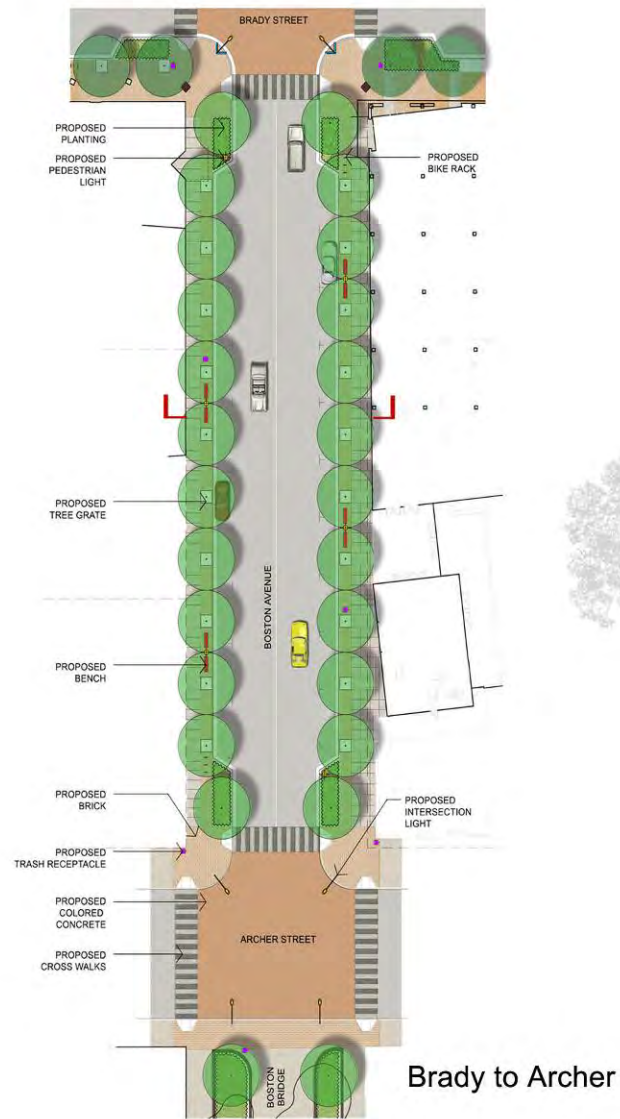 BRADY STREET
PROPOSED
PLANTING
PROPOSED
PEDESTRIAN
LIGHT
PROPOSED
BIKE RACK
PROPOSED
TREE GRATE
BOSTON AVENUE
PROPOSED
BENCH
PROPOSED
BRICK
PROPOSED
INTERSECTION
LIGHT
PROPOSED
TRASH RECEPTACLE
PROPOSED
COLORED
CONCRETE
ARCHER STREET
PROPOSED
CROSS WALKS
BOSTON
BRIDGE
Brady to Archer